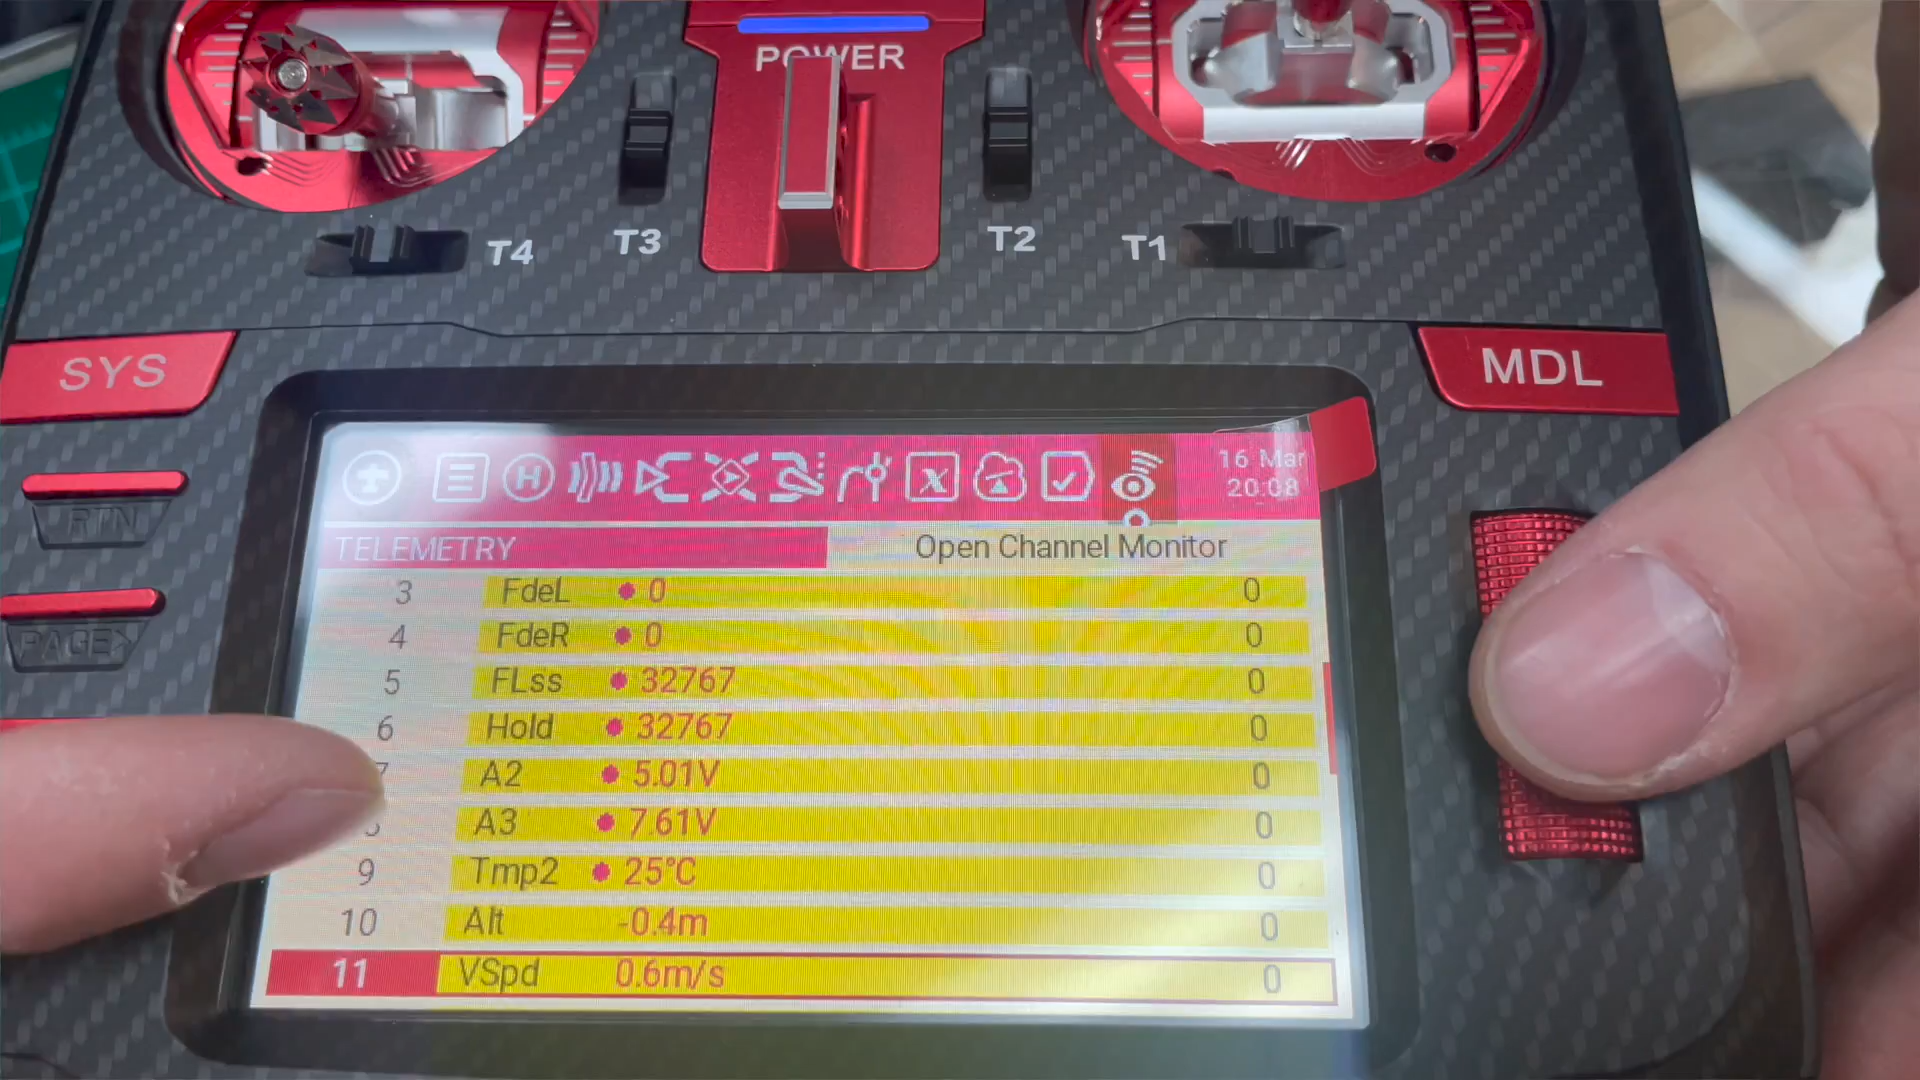 POWER
T4
T3
T2
T1
SYS
MDL
RTN
PAGE>
H
x
16 Mar
20:08
TELEMETRY
Open Channel Monitor
3 FdeL 0 0
4 FdeR 0 0
5 FLss 32767 0
6 Hold 32767 0
7 A2 5.01V 0
A3 7.61V 0
9 Tmp2 25°C 0
10 Alt -0.4m 0
11 VSpd 0.6m/s 0